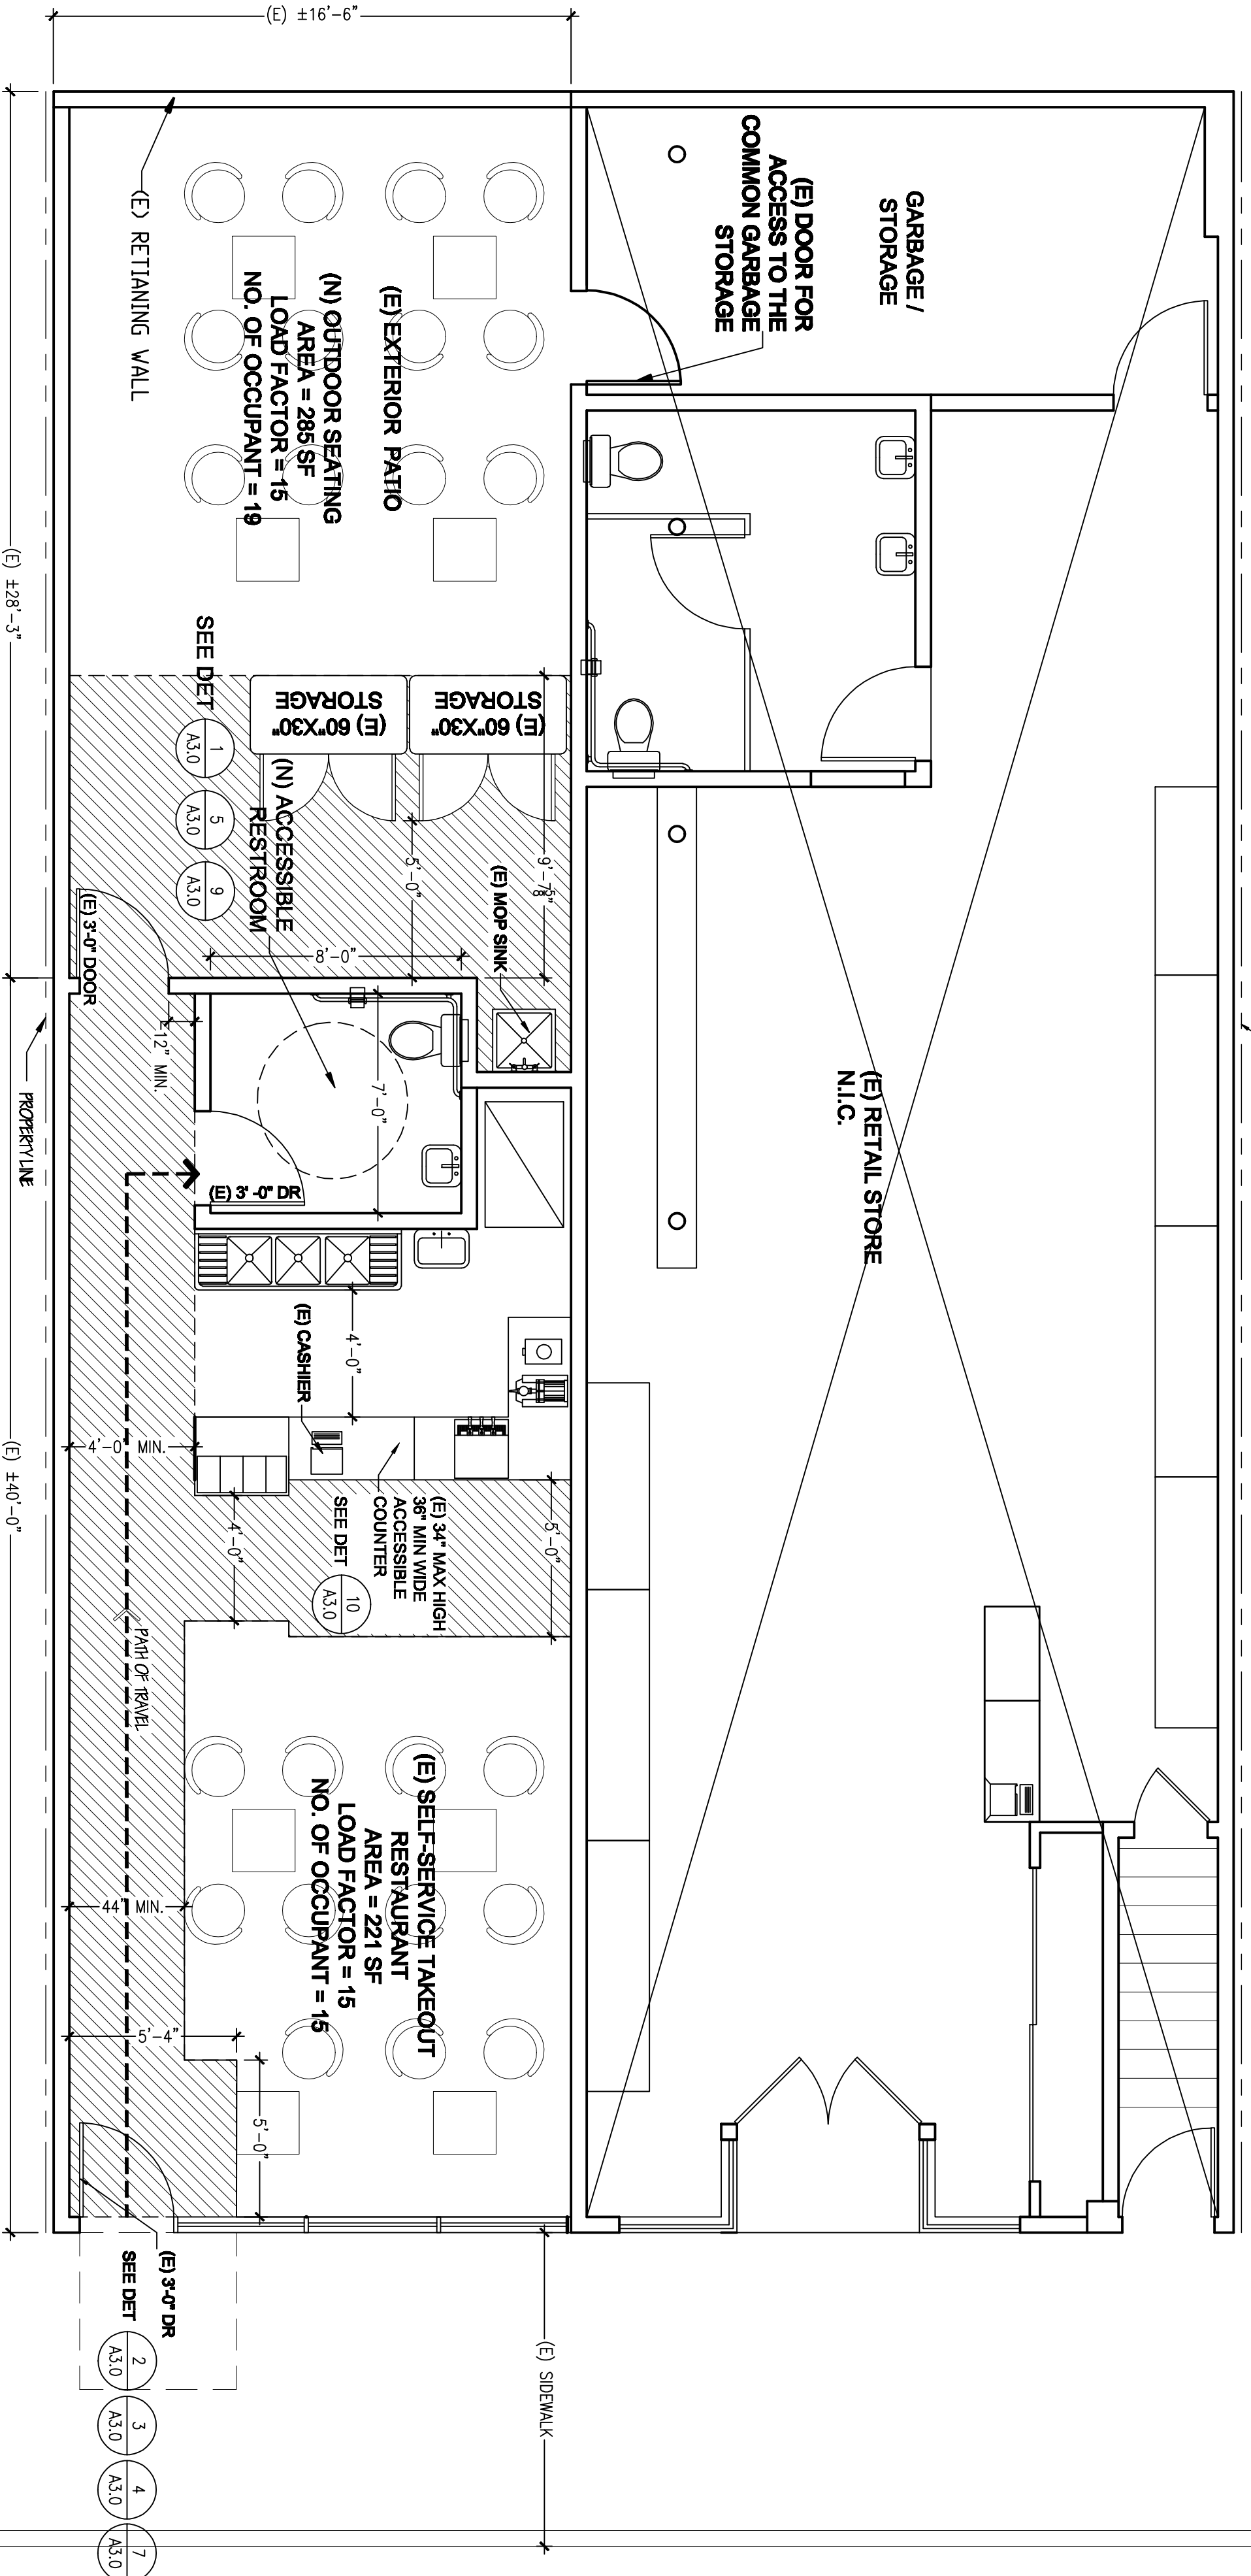 (E) ±16'-6"
GARBAGE /
STORAGE
(E) DOOR FOR
ACCESS TO THE
COMMON GARBAGE
STORAGE
(E) RETIANING WALL
(E) EXTERIOR PATIO
(N) OUTDOOR SEATING
AREA = 285 SF
LOAD FACTOR = 15
NO. OF OCCUPANT = 19
(E) ±28'-3"
SEE DET
1
A3.0
5
A3.0
9
A3.0
(E) 60"X30"
STORAGE
(E) 60"X30"
STORAGE
(N) ACCESSIBLE
RESTROOM
5'-0"
9'-7 5/8"
(E) MOP SINK
8'-0"
(E) 3'-0" DOOR
12" MIN.
7'-0"
(E) 3'-0" DR
PROPERTY LINE
(E) RETAIL STORE
N.I.C.
(E) CASHIER
4'-0"
4'-0" MIN.
4'-0"
5'-0"
(E) 34" MAX HIGH
36" MIN WIDE
ACCESSIBLE
COUNTER
SEE DET
10
A3.0
(E) ±40'-0"
PATH OF TRAVEL
(E) SELF-SERVICE TAKEOUT
RESTAURANT
AREA = 221 SF
LOAD FACTOR = 15
NO. OF OCCUPANT = 15
44" MIN.
5'-4"
5'-0"
(E) 3'-0" DR
SEE DET
2
A3.0
3
A3.0
4
A3.0
7
A3.0
(E) SIDEWALK